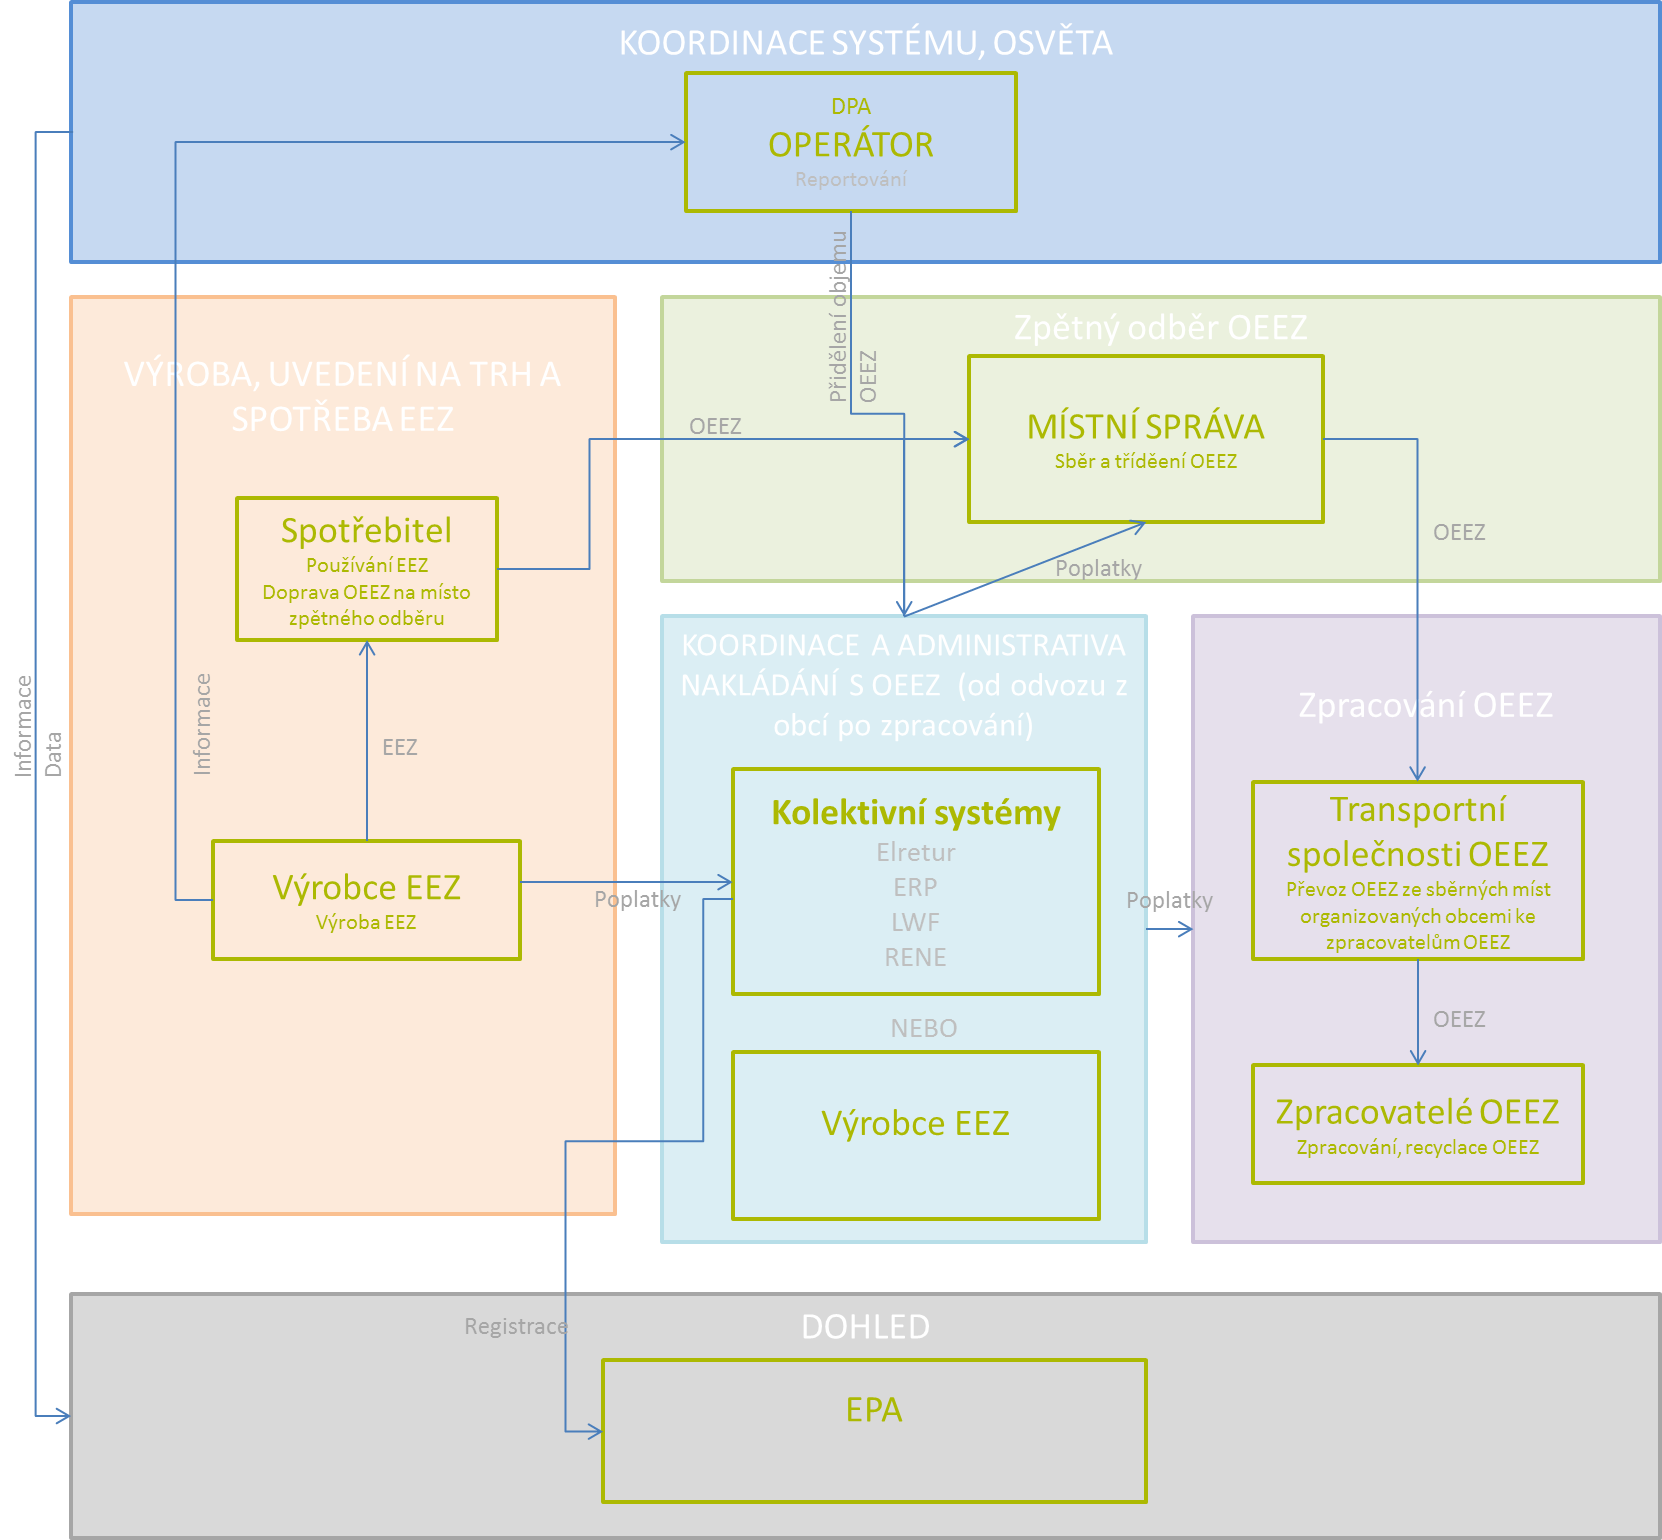 KOORDINACE SYSTÉMU, OSVĚTA
DPA
OPERÁTOR
Reportování
Přidělení objemu
OEEZ
VÝROBA, UVEDENÍ NA TRH A
SPOTŘEBA EEZ
Zpětný odběr OEEZ
MÍSTNÍ SPRÁVA
Sběr a tříděení OEEZ
OEEZ
OEEZ
Spotřebitel
Používání EEZ
Doprava OEEZ na místo
zpětného odběru
Poplatky
KOORDINACE A ADMINISTRATIVA
NAKLÁDÁNÍ S OEEZ (od odvozu z
obcí po zpracování)
Zpracování OEEZ
Informace
Data
Informace
EEZ
Kolektivní systémy
Elretur
ERP
LWF
RENE
Transportní
společnosti OEEZ
Převoz OEEZ ze sběrných míst
organizovaných obcemi ke
zpracovatelům OEEZ
Výrobce EEZ
Výroba EEZ
Poplatky
Poplatky
NEBO
OEEZ
Výrobce EEZ
Zpracovatelé OEEZ
Zpracování, recyclace OEEZ
Registrace
DOHLED
EPA